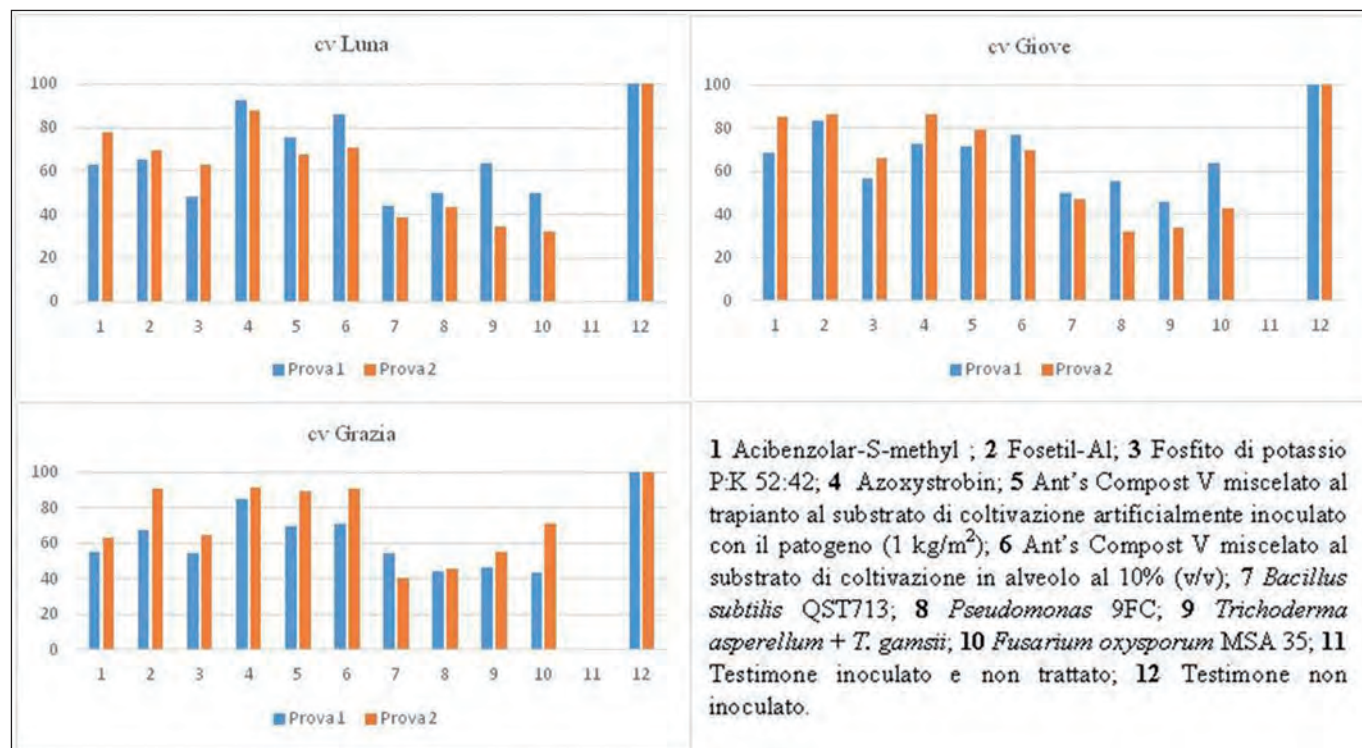 cv Luna
100
80
60
40
20
0
1 2 3 4 5 6 7 8 9 10 11 12
Prova 1 Prova 2
cv Giove
100
80
60
40
20
0
1 2 3 4 5 6 7 8 9 10 11 12
Prova 1 Prova 2
cv Grazia
100
80
60
40
20
0
1 2 3 4 5 6 7 8 9 10 11 12
Prova 1 Prova 2
1 Acibenzolar-S-methyl ; 2 Fosetil-Al; 3 Fosfito di potassio
P:K 52:42; 4 Azoxystrobin; 5 Ant's Compost V miscelato al
trapianto al substrato di coltivazione artificialmente inoculato
con il patogeno (1 kg/m²); 6 Ant's Compost V miscelato al
substrato di coltivazione in alveolo al 10% (v/v); 7 Bacillus
subtilis QST713; 8 Pseudomonas 9FC; 9 Trichoderma
asperellum + T. gamsii; 10 Fusarium oxysporum MSA 35; 11
Testimone inoculato e non trattato; 12 Testimone non
inoculato.